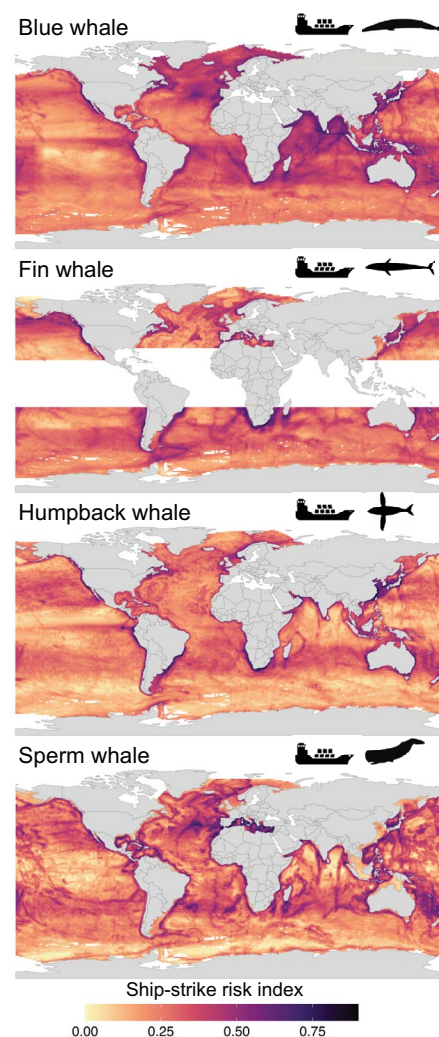 Blue whale
Fin whale
Humpback whale
Sperm whale
Ship-strike risk index
0.00 0.25 0.50 0.75